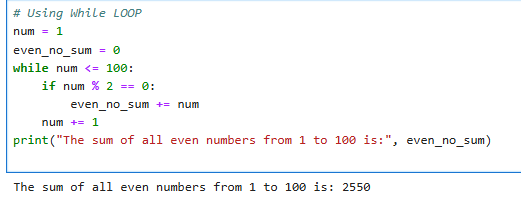 # Using While LOOP
num = 1
even_no_sum = 0
while num <= 100:
    if num % 2 == 0:
        even_no_sum += num
    num += 1
print("The sum of all even numbers from 1 to 100 is:", even_no_sum)
The sum of all even numbers from 1 to 100 is: 2550